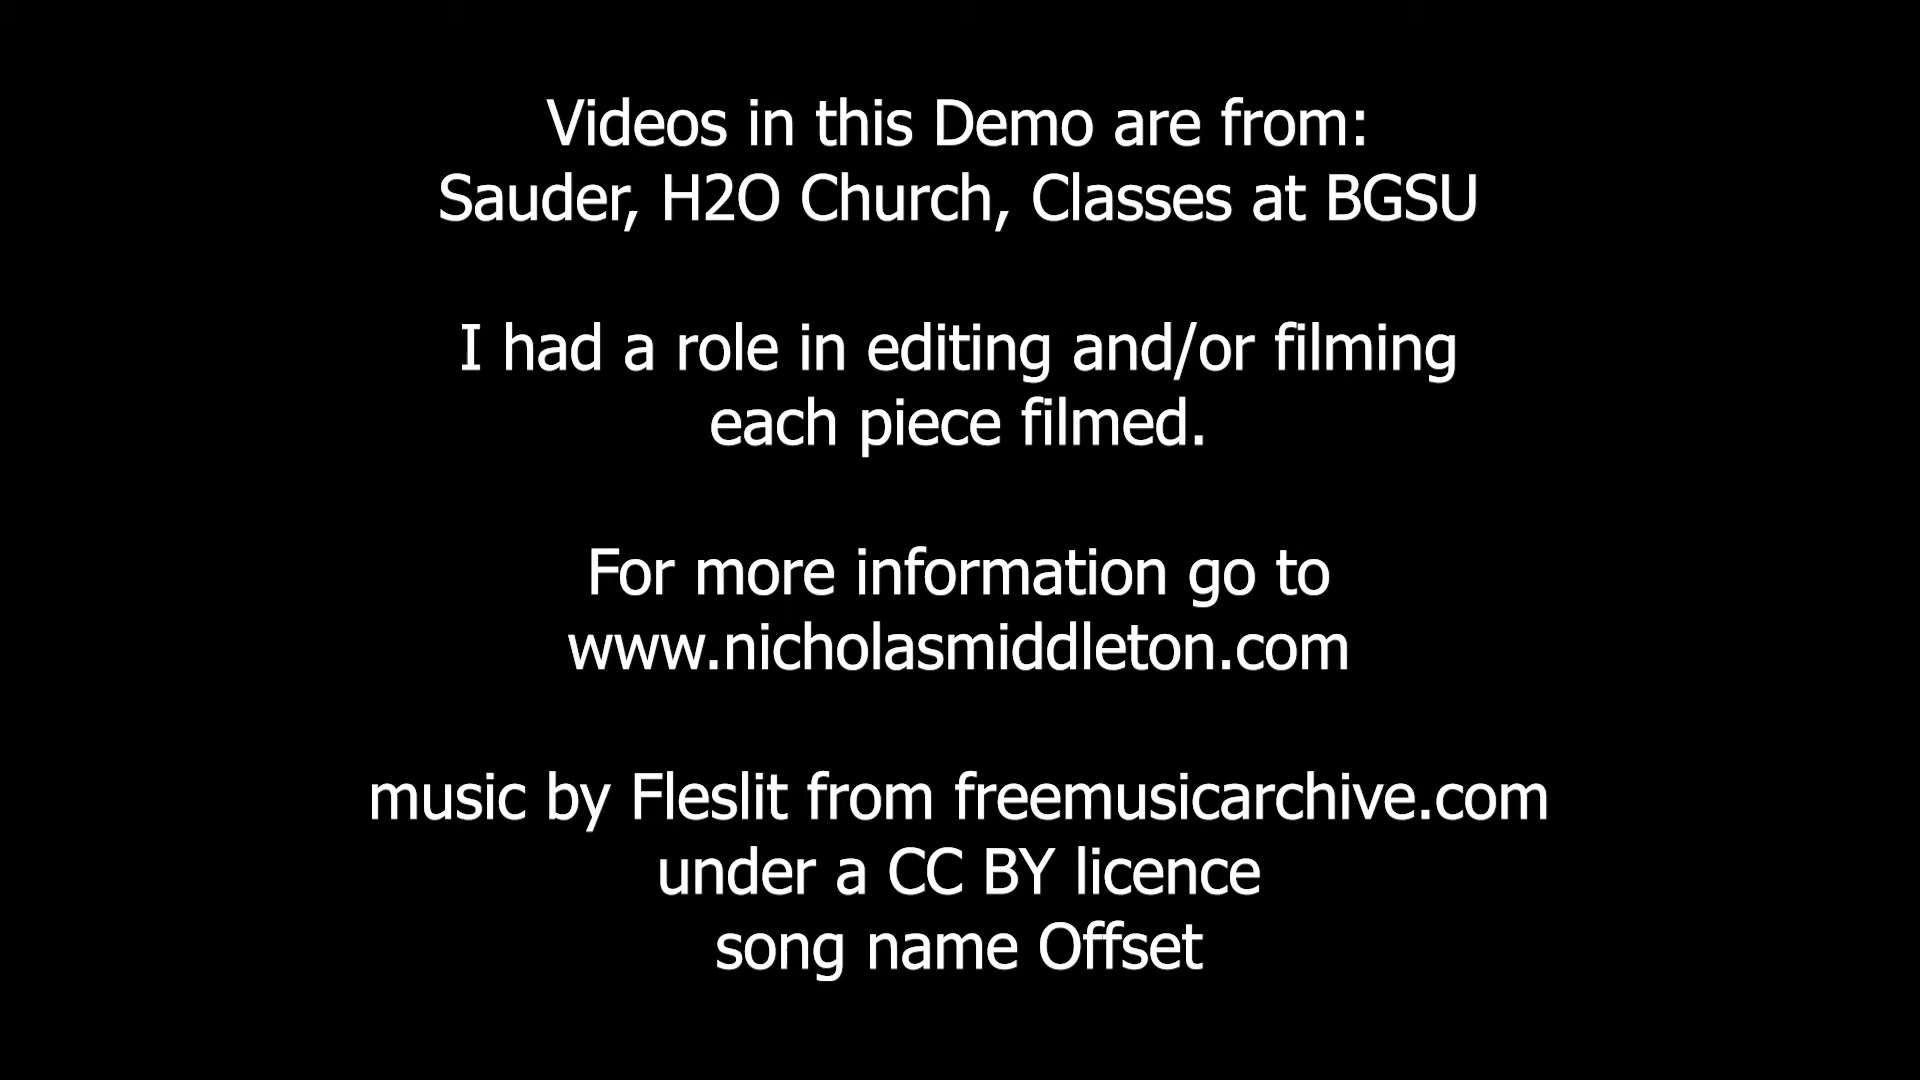 Videos in this Demo are from:
Sauder, H2O Church, Classes at BGSU
I had a role in editing and/or filming
each piece filmed.
For more information go to
www.nicholasmiddleton.com
music by Fleslit from freemusicarchive.com
under a CC BY licence
song name Offset